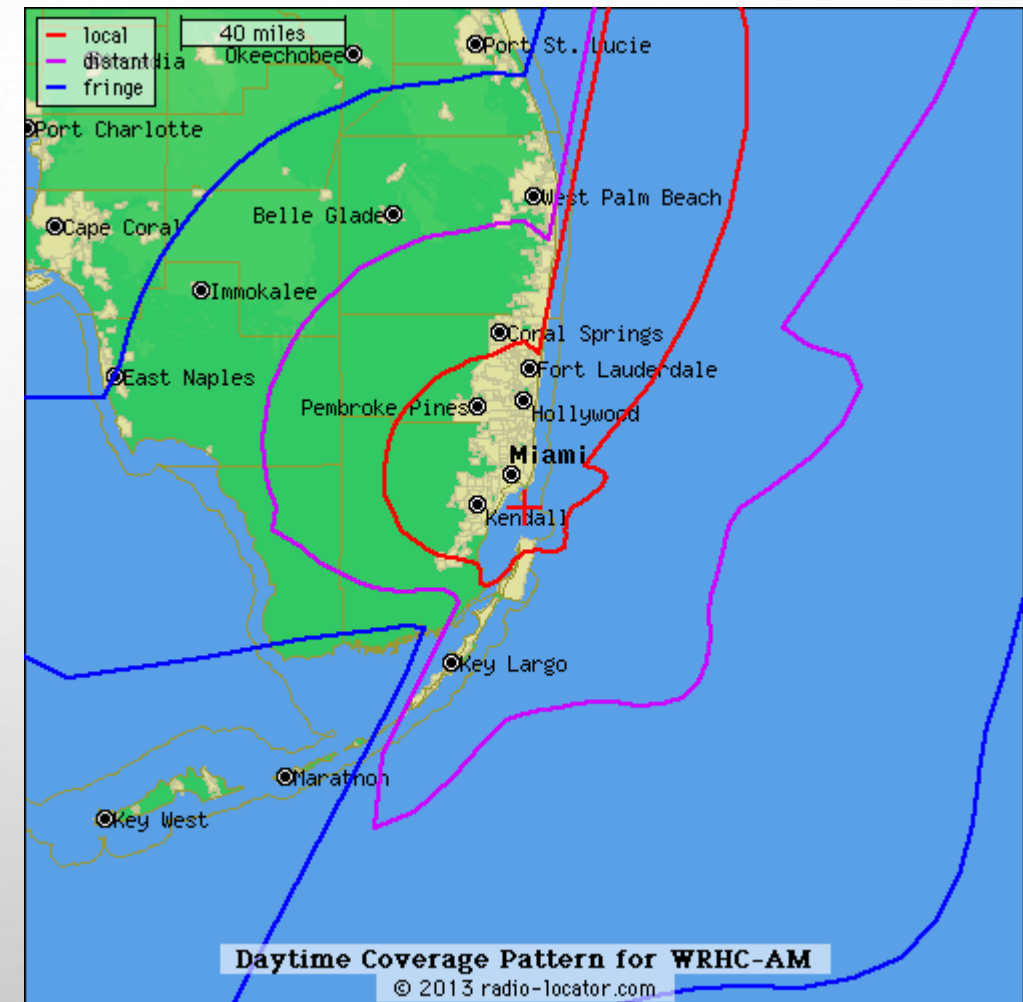 local
distant
fringe
40 miles
Okeechobee
Port St. Lucie
Port Charlotte
West Palm Beach
Belle Glade
Cape Coral
Immokalee
Coral Springs
Fort Lauderdale
East Naples
Pembroke Pines
Hollywood
Miami
Kendall
Key Largo
Marathon
Key West
Daytime Coverage Pattern for WRHC-AM
© 2013 radio-locator.com